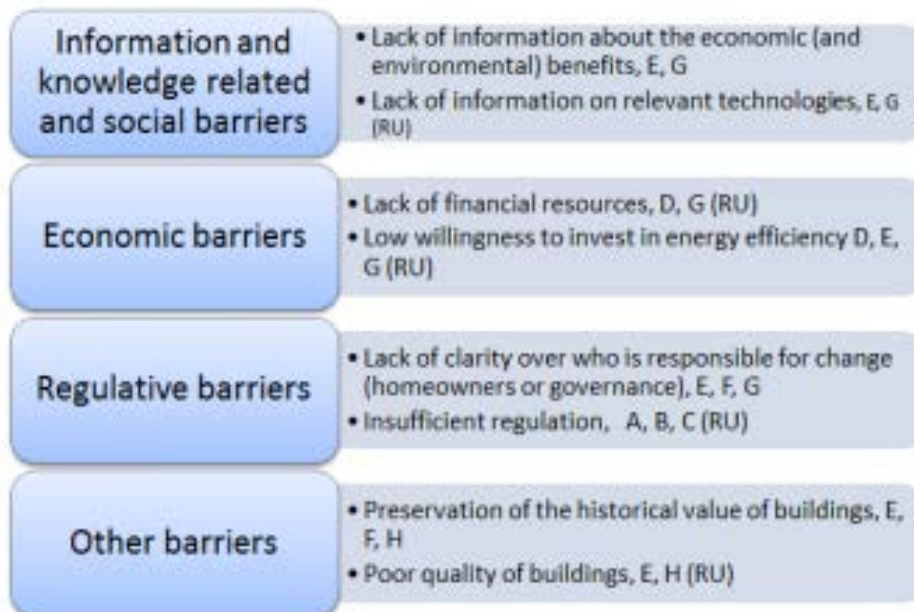 Information and
knowledge related
and social barriers
• Lack of information about the economic (and
environmental) benefits, E, G
• Lack of information on relevant technologies, E, G
(RU)
Economic barriers
• Lack of financial resources, D, G (RU)
• Low willingness to invest in energy efficiency D, E,
G (RU)
Regulative barriers
• Lack of clarity over who is responsible for change
(homeowners or governance), E, F, G
• Insufficient regulation, A, B, C (RU)
Other barriers
• Preservation of the historical value of buildings, E,
F, H
• Poor quality of buildings, E, H (RU)